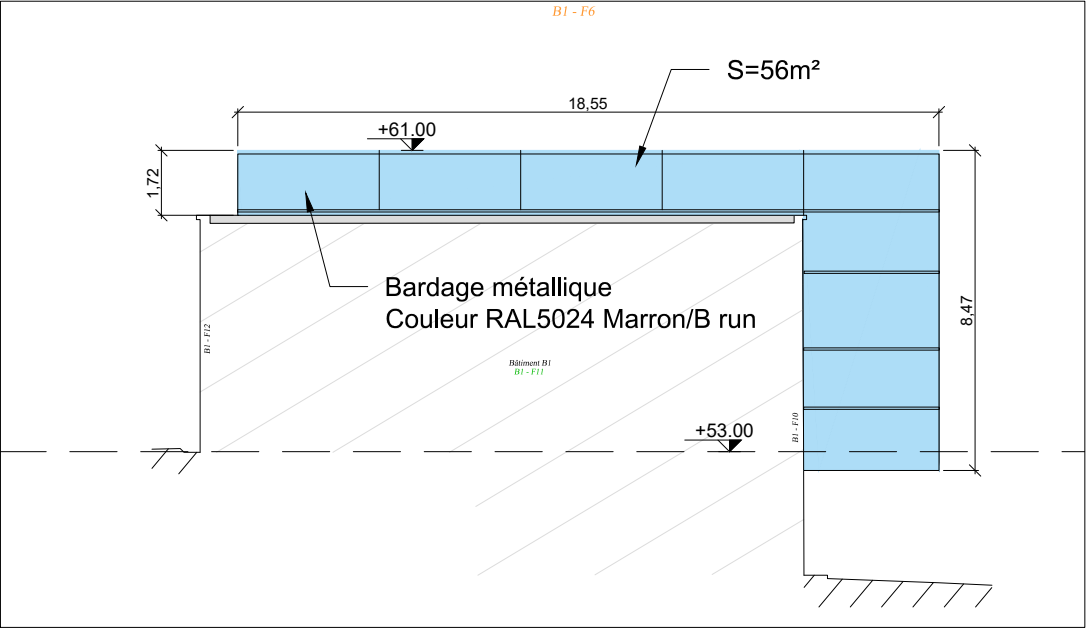 B1 - F6
S=56m²
18,55
+61.00
1,72
Bardage métallique
Couleur RAL5024 Marron/B run
8,47
B1 - F12
Bâtiment B1
B1 - F11
B1 - F10
+53.00